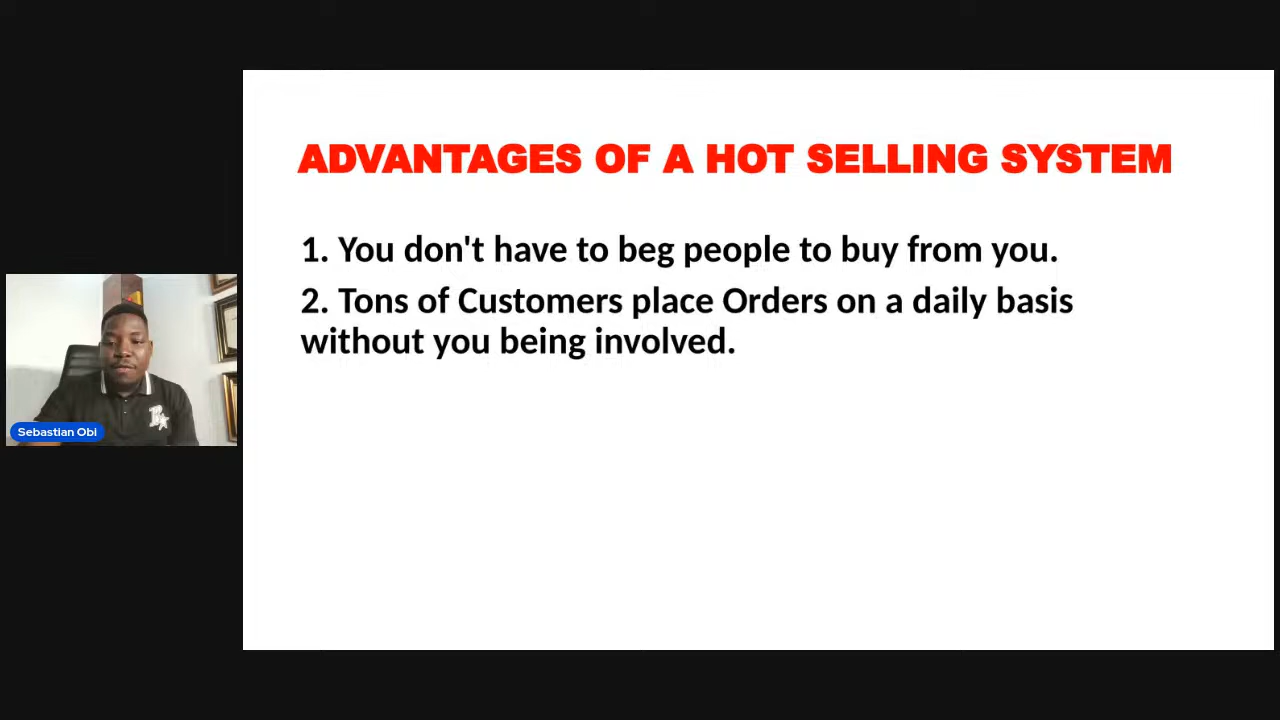 ADVANTAGES OF A HOT SELLING SYSTEM
1. You don't have to beg people to buy from you.
2. Tons of Customers place Orders on a daily basis
without you being involved.
Sebastian Obi